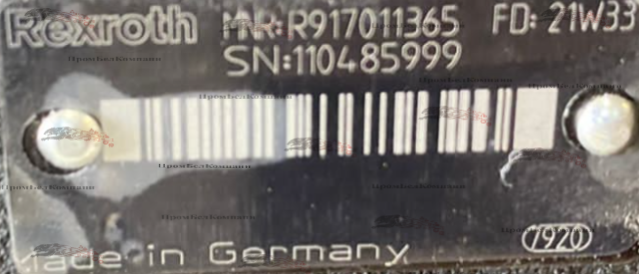 Rexroth MNR:R917011365 FD: 21W33
SN:110485999
7920
Made in Germany